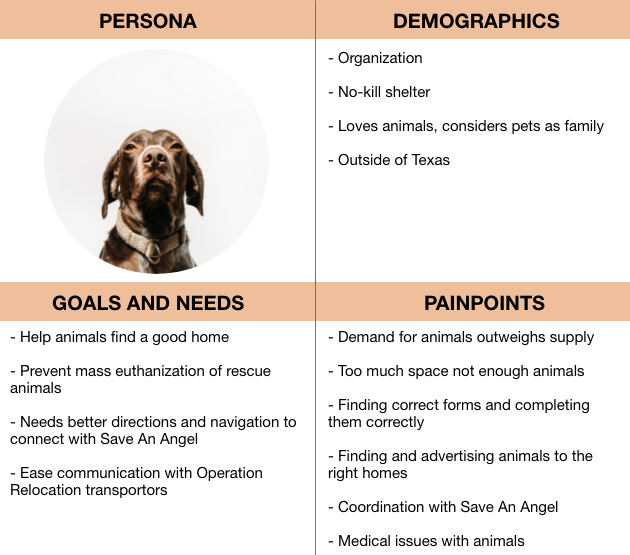 PERSONA
DEMOGRAPHICS
- Organization
- No-kill shelter
- Loves animals, considers pets as family
- Outside of Texas
GOALS AND NEEDS
- Help animals find a good home
- Prevent mass euthanization of rescue
animals
- Needs better directions and navigation to
connect with Save An Angel
- Ease communication with Operation
Relocation transportors
PAINPOINTS
- Demand for animals outweighs supply
- Too much space not enough animals
- Finding correct forms and completing
them correctly
- Finding and advertising animals to the
right homes
- Coordination with Save An Angel
- Medical issues with animals